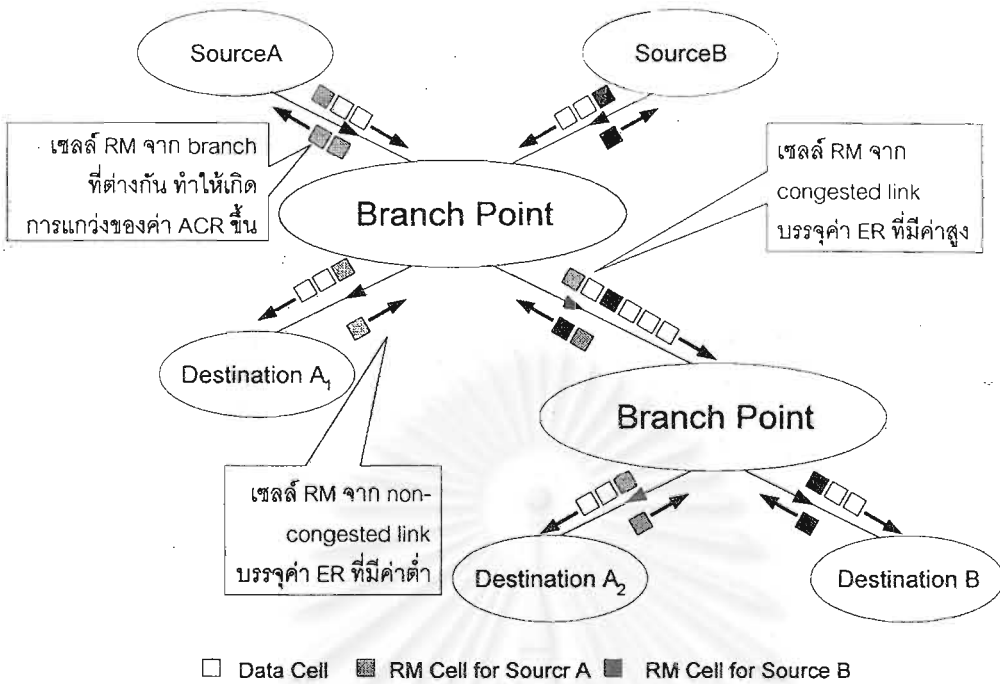 SourceA
SourceB
เซลล์ RM จาก branch
ที่ต่างกัน ทำให้เกิด
การแกว่งของค่า ACR ขึ้น
เซลล์ RM จาก
congested link
บรรจุค่า ER ที่มีค่าสูง
Branch Point
Destination A1
Branch Point
เซลล์ RM จาก non-
congested link
บรรจุค่า ER ที่มีค่าต่ำ
Destination A2
Destination B
Data Cell
RM Cell for Sourcr A
RM Cell for Source B